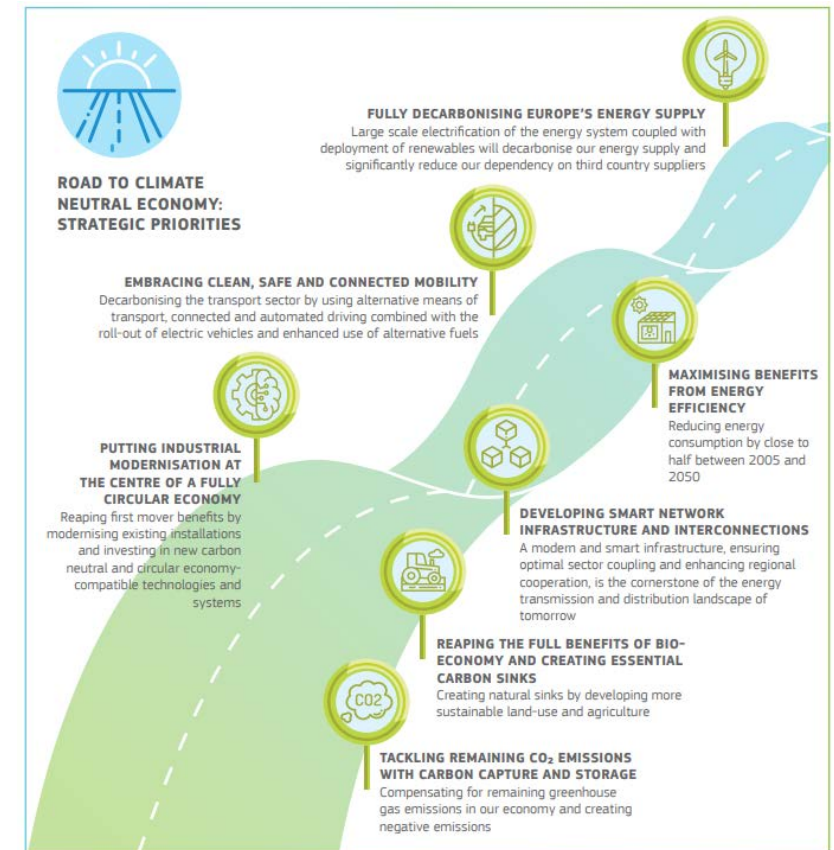 ROAD TO CLIMATE
NEUTRAL ECONOMY:
STRATEGIC PRIORITIES
FULLY DECARBONISING EUROPE'S ENERGY SUPPLY
Large scale electrification of the energy system coupled with
deployment of renewables will decarbonise our energy supply and
significantly reduce our dependency on third country suppliers
EMBRACING CLEAN, SAFE AND CONNECTED MOBILITY
Decarbonising the transport sector by using alternative means of
transport, connected and automated driving combined with the
roll-out of electric vehicles and enhanced use of alternative fuels
MAXIMISING BENEFITS
FROM ENERGY
EFFICIENCY
Reducing energy
consumption by close to
half between 2005 and
2050
PUTTING INDUSTRIAL
MODERNISATION AT
THE CENTRE OF A FULLY
CIRCULAR ECONOMY
Reaping first mover benefits by
modernising existing installations
and investing in new carbon
neutral and circular economy-
compatible technologies and
systems
DEVELOPING SMART NETWORK
INFRASTRUCTURE AND INTERCONNECTIONS
A modern and smart infrastructure, ensuring
optimal sector coupling and enhancing regional
cooperation, is the cornerstone of the energy
transmission and distribution landscape of
tomorrow
REAPING THE FULL BENEFITS OF BIO-
ECONOMY AND CREATING ESSENTIAL
CARBON SINKS
Creating natural sinks by developing more
sustainable land-use and agriculture
CO2
TACKLING REMAINING CO₂ EMISSIONS
WITH CARBON CAPTURE AND STORAGE
Compensating for remaining greenhouse
gas emissions in our economy and creating
negative emissions